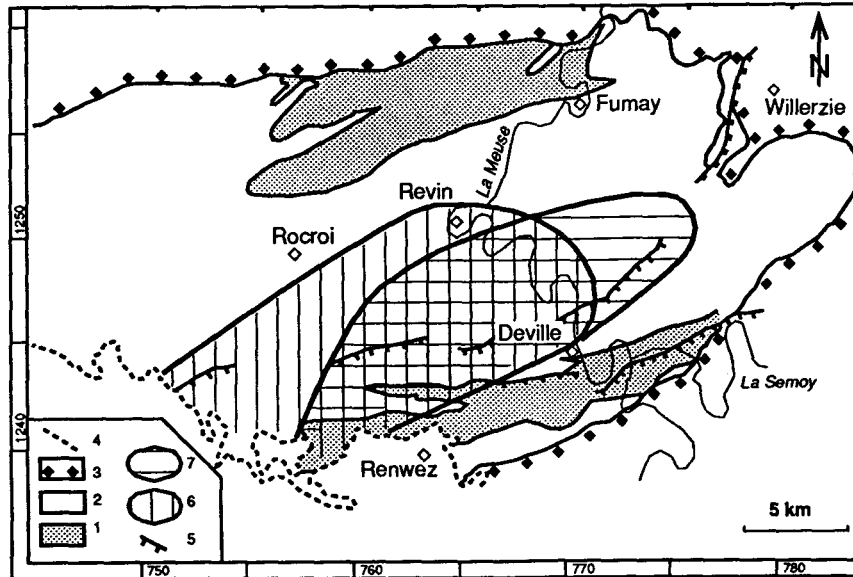 N
Fumay
Willerzie
La Meuse
Revin
1250
Rocroi
Deville
La Semoy
1240
4
3
7
2
6
1
5
Renwez
5 km
750
760
770
780